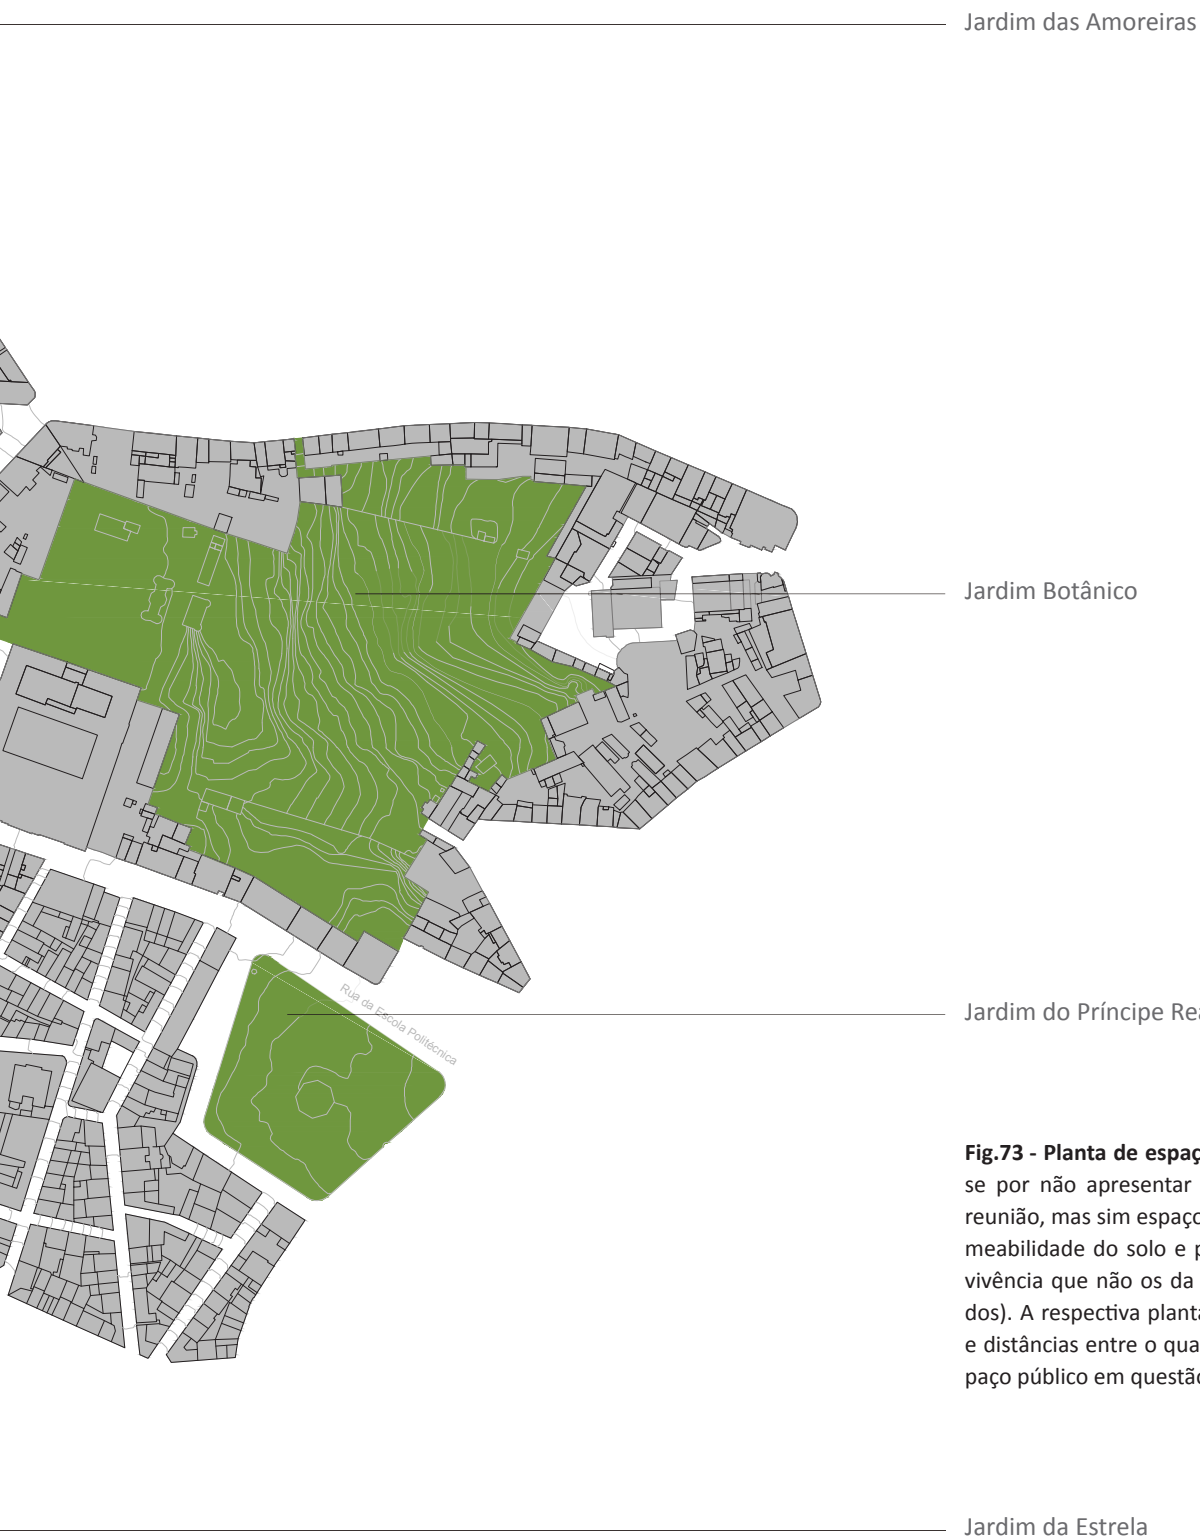 Jardim das Amoreiras
Jardim Botânico
Rua da Escola Politécnica
Jardim do Príncipe Rea
Fig.73 - Planta de espaç
se por não apresentar
reunião, mas sim espaço
meabilidade do solo e p
vivência que não os da
dos). A respectiva planta
e distâncias entre o qua
paço público em questão
Jardim da Estrela